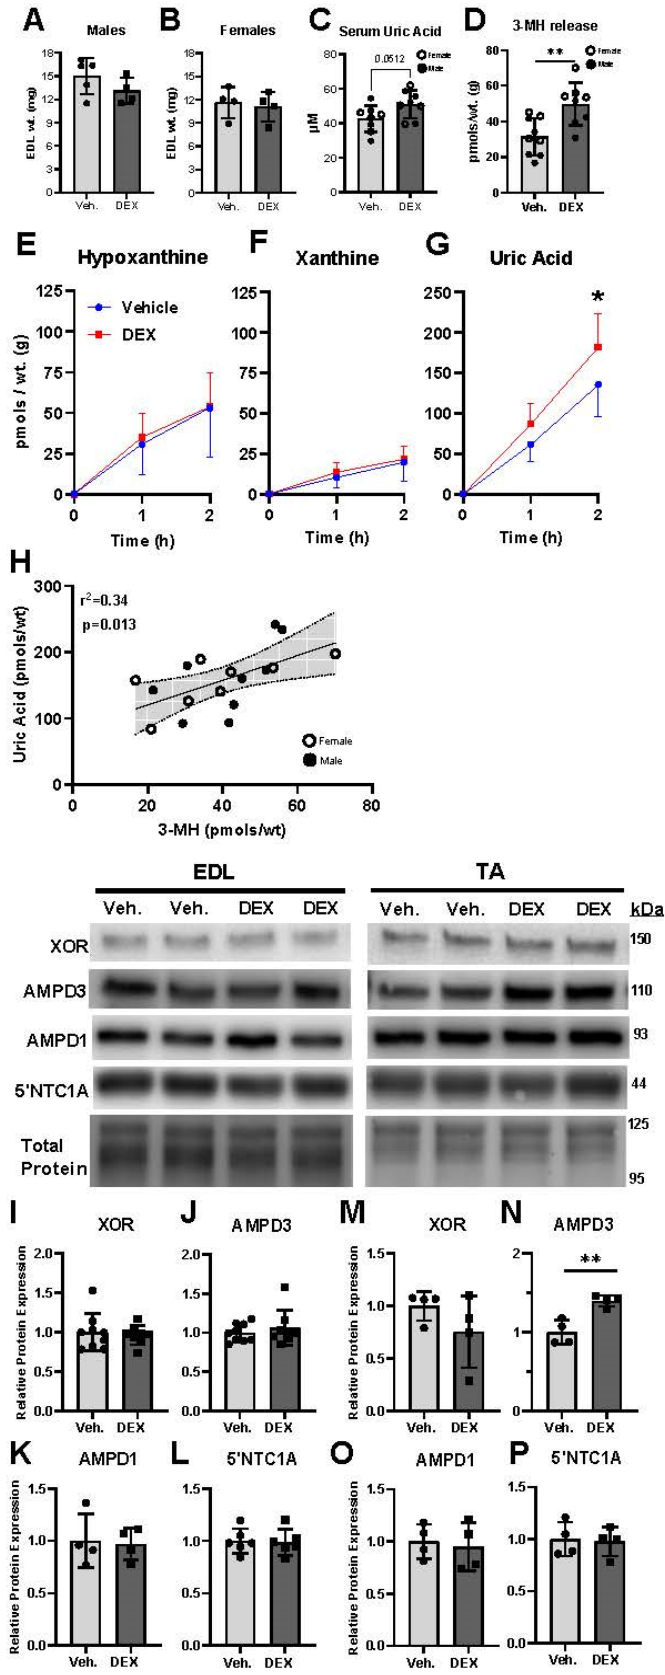 A
Males
EDL wt. (mg)
18
15
12
9
6
3
0
Veh.
DEX
B
Females
EDL wt. (mg)
18
15
12
9
6
3
0
Veh.
DEX
C
Serum Uric Acid
Female
Male
0.0512
µM
80
60
40
20
0
Veh.
DEX
D
3-MH release
Female
Male
**
pmols/wt. (g)
80
60
40
20
0
Veh.
DEX
E
Hypoxanthine
Vehicle
DEX
pmols / wt. (g)
125
100
75
50
25
0
0 1 2
Time (h)
F
Xanthine
125
100
75
50
25
0
0 1 2
Time (h)
G
Uric Acid
*
250
200
150
100
50
0
0 1 2
Time (h)
H
r²=0.34
p=0.013
Uric Acid (pmols/wt)
300
200
100
0
Female
Male
0 20 40 60 80
3-MH (pmols/wt)
EDL TA
Veh. Veh. DEX DEX Veh. Veh. DEX DEX kDa
XOR 150
AMPD3 110
AMPD1 93
5'NTC1A 44
Total
Protein
125
95
I
XOR
Relative Protein Expression
2.0
1.5
1.0
0.5
0.0
Veh. DEX
J
AMPD3
2.0
1.5
1.0
0.5
0.0
Veh. DEX
M
XOR
Relative Protein Expression
1.5
1.0
0.5
0.0
Veh. DEX
N
AMPD3
**
2
1
0
Veh. DEX
K
AMPD1
Relative Protein Expression
1.5
1.0
0.5
0.0
Veh. DEX
L
5'NTC1A
1.5
1.0
0.5
0.0
Veh. DEX
O
AMPD1
Relative Protein Expression
1.5
1.0
0.5
0.0
Veh. DEX
P
5'NTC1A
1.5
1.0
0.5
0.0
Veh. DEX